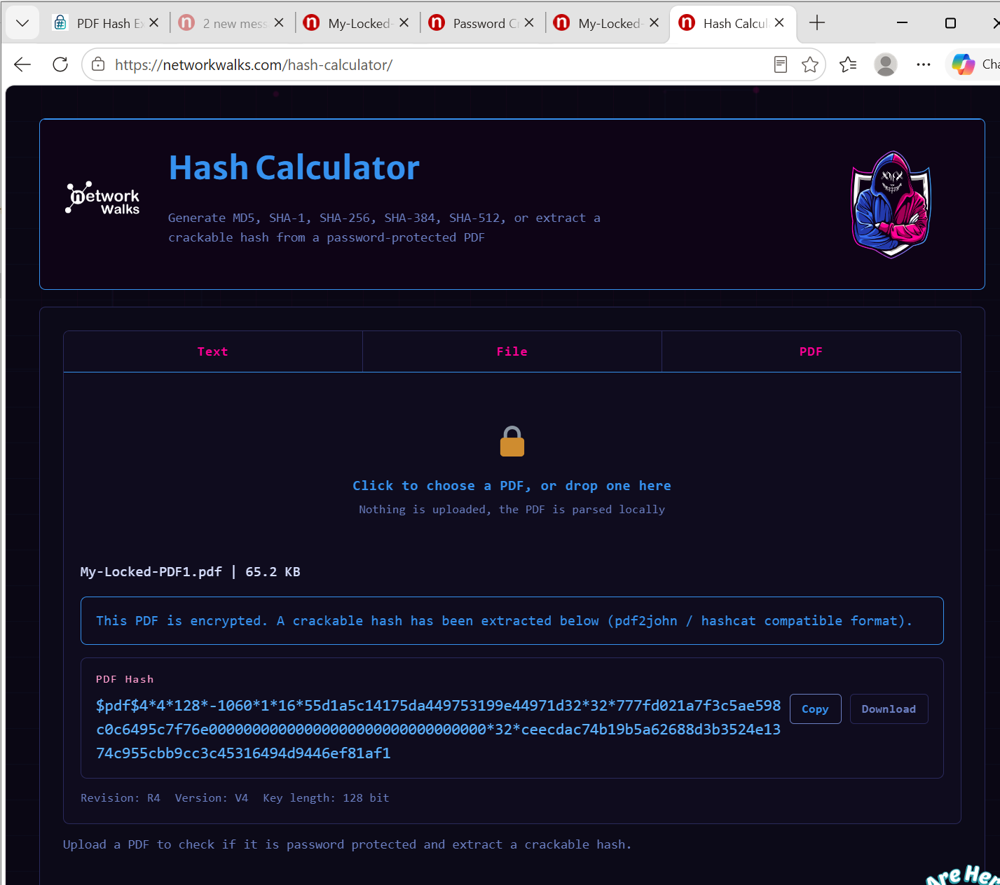 PDF Hash Ex
2 new mess
My-Locked-
Password Cr
My-Locked-
Hash Calcul
https://networkwalks.com/hash-calculator/
Cha
network
Walks
Hash Calculator
Generate MD5, SHA-1, SHA-256, SHA-384, SHA-512, or extract a
crackable hash from a password-protected PDF
Text
File
PDF
Click to choose a PDF, or drop one here
Nothing is uploaded, the PDF is parsed locally
My-Locked-PDF1.pdf | 65.2 KB
This PDF is encrypted. A crackable hash has been extracted below (pdf2john / hashcat compatible format).
PDF Hash
$pdf$4*4*128*-1060*1*16*55d1a5c14175da449753199e44971d32*32*777fd021a7f3c5ae598
c0c6495c7f76e00000000000000000000000000000000*32*ceecdac74b19b5a62688d3b3524e13
74c955cbb9cc3c45316494d9446ef81af1
Copy
Download
Revision: R4 Version: V4 Key length: 128 bit
Upload a PDF to check if it is password protected and extract a crackable hash.
Are Her